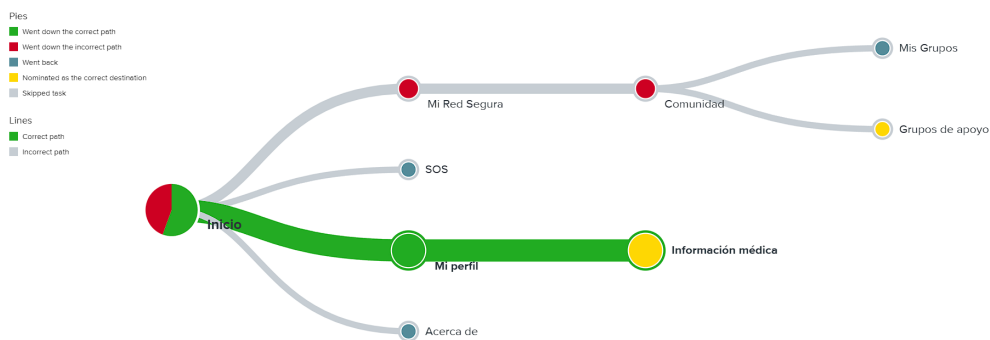 Pies
Went down the correct path
Went down the incorrect path
Went back
Nominated as the correct destination
Skipped task
Lines
Correct path
Incorrect path
Mis Grupos
Mi Red Segura
Comunidad
Grupos de apoyo
SOS
Inicio
Mi perfil
Información médica
Acerca de